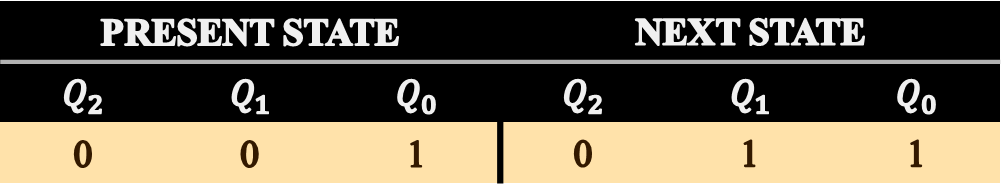 PRESENT STATE NEXT STATE
Q₂ Q₁ Q₀ Q₂ Q₁ Q₀
0 0 1 0 1 1